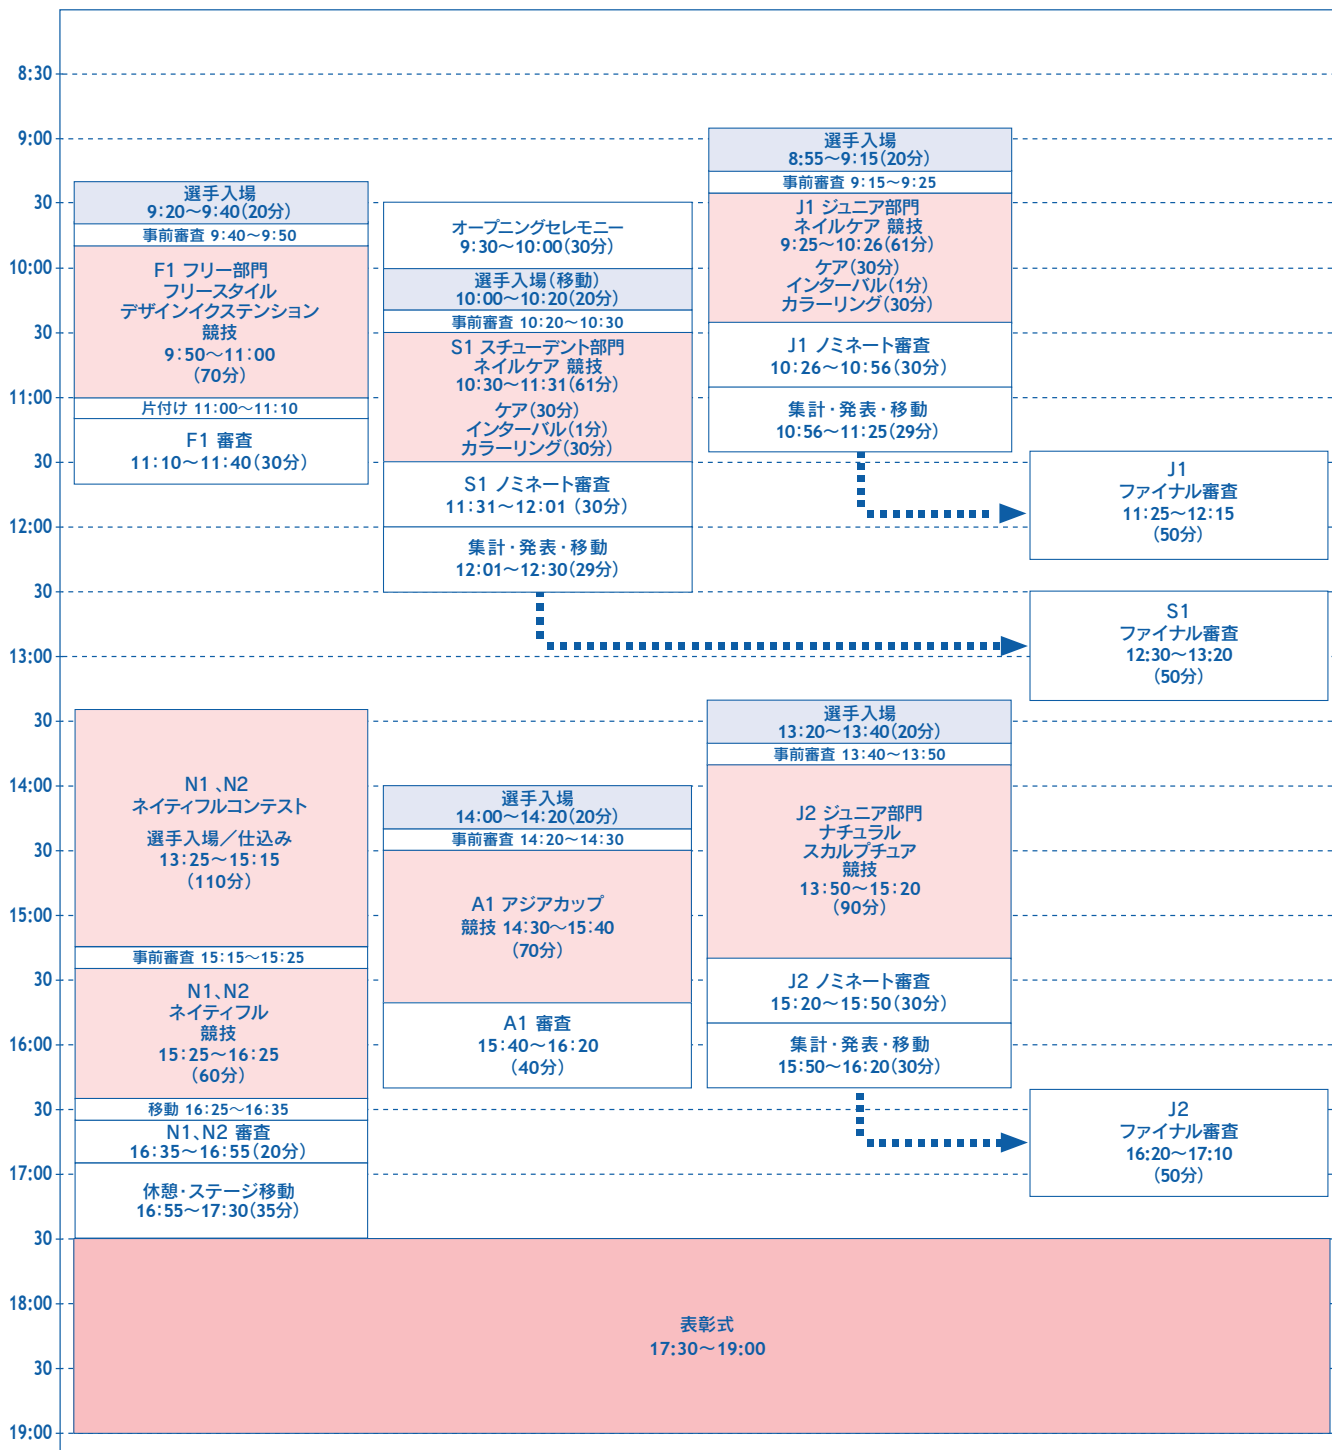 8:30
9:00
30
10:00
30
11:00
30
12:00
30
13:00
30
14:00
30
15:00
30
16:00
30
17:00
30
18:00
30
19:00
選手入場
9:20〜9:40(20分)
事前審査 9:40〜9:50
F1 フリー部門
フリースタイル
デザインイクステンション
競技
9:50〜11:00
(70分)
片付け 11:00〜11:10
F1 審査
11:10〜11:40(30分)
オープニングセレモニー
9:30〜10:00(30分)
選手入場(移動)
10:00〜10:20(20分)
事前審査 10:20〜10:30
S1 スチューデント部門
ネイルケア 競技
10:30〜11:31(61分)
ケア(30分)
インターバル(1分)
カラーリング(30分)
S1 ノミネート審査
11:31〜12:01 (30分)
集計・発表・移動
12:01〜12:30(29分)
選手入場
8:55〜9:15(20分)
事前審査 9:15〜9:25
J1 ジュニア部門
ネイルケア 競技
9:25〜10:26(61分)
ケア(30分)
インターバル(1分)
カラーリング(30分)
J1 ノミネート審査
10:26〜10:56(30分)
集計・発表・移動
10:56〜11:25(29分)
J1
ファイナル審査
11:25〜12:15
(50分)
S1
ファイナル審査
12:30〜13:20
(50分)
N1、N2
ネイティフルコンテスト
選手入場／仕込み
13:25〜15:15
(110分)
事前審査 15:15〜15:25
N1、N2
ネイティフル
競技
15:25〜16:25
(60分)
移動 16:25〜16:35
N1、N2 審査
16:35〜16:55(20分)
休憩・ステージ移動
16:55〜17:30(35分)
選手入場
14:00〜14:20(20分)
事前審査 14:20〜14:30
A1 アジアカップ
競技 14:30〜15:40
(70分)
A1 審査
15:40〜16:20
(40分)
選手入場
13:20〜13:40(20分)
事前審査 13:40〜13:50
J2 ジュニア部門
ナチュラル
スカルプチュア
競技
13:50〜15:20
(90分)
J2 ノミネート審査
15:20〜15:50(30分)
集計・発表・移動
15:50〜16:20(30分)
J2
ファイナル審査
16:20〜17:10
(50分)
表彰式
17:30〜19:00